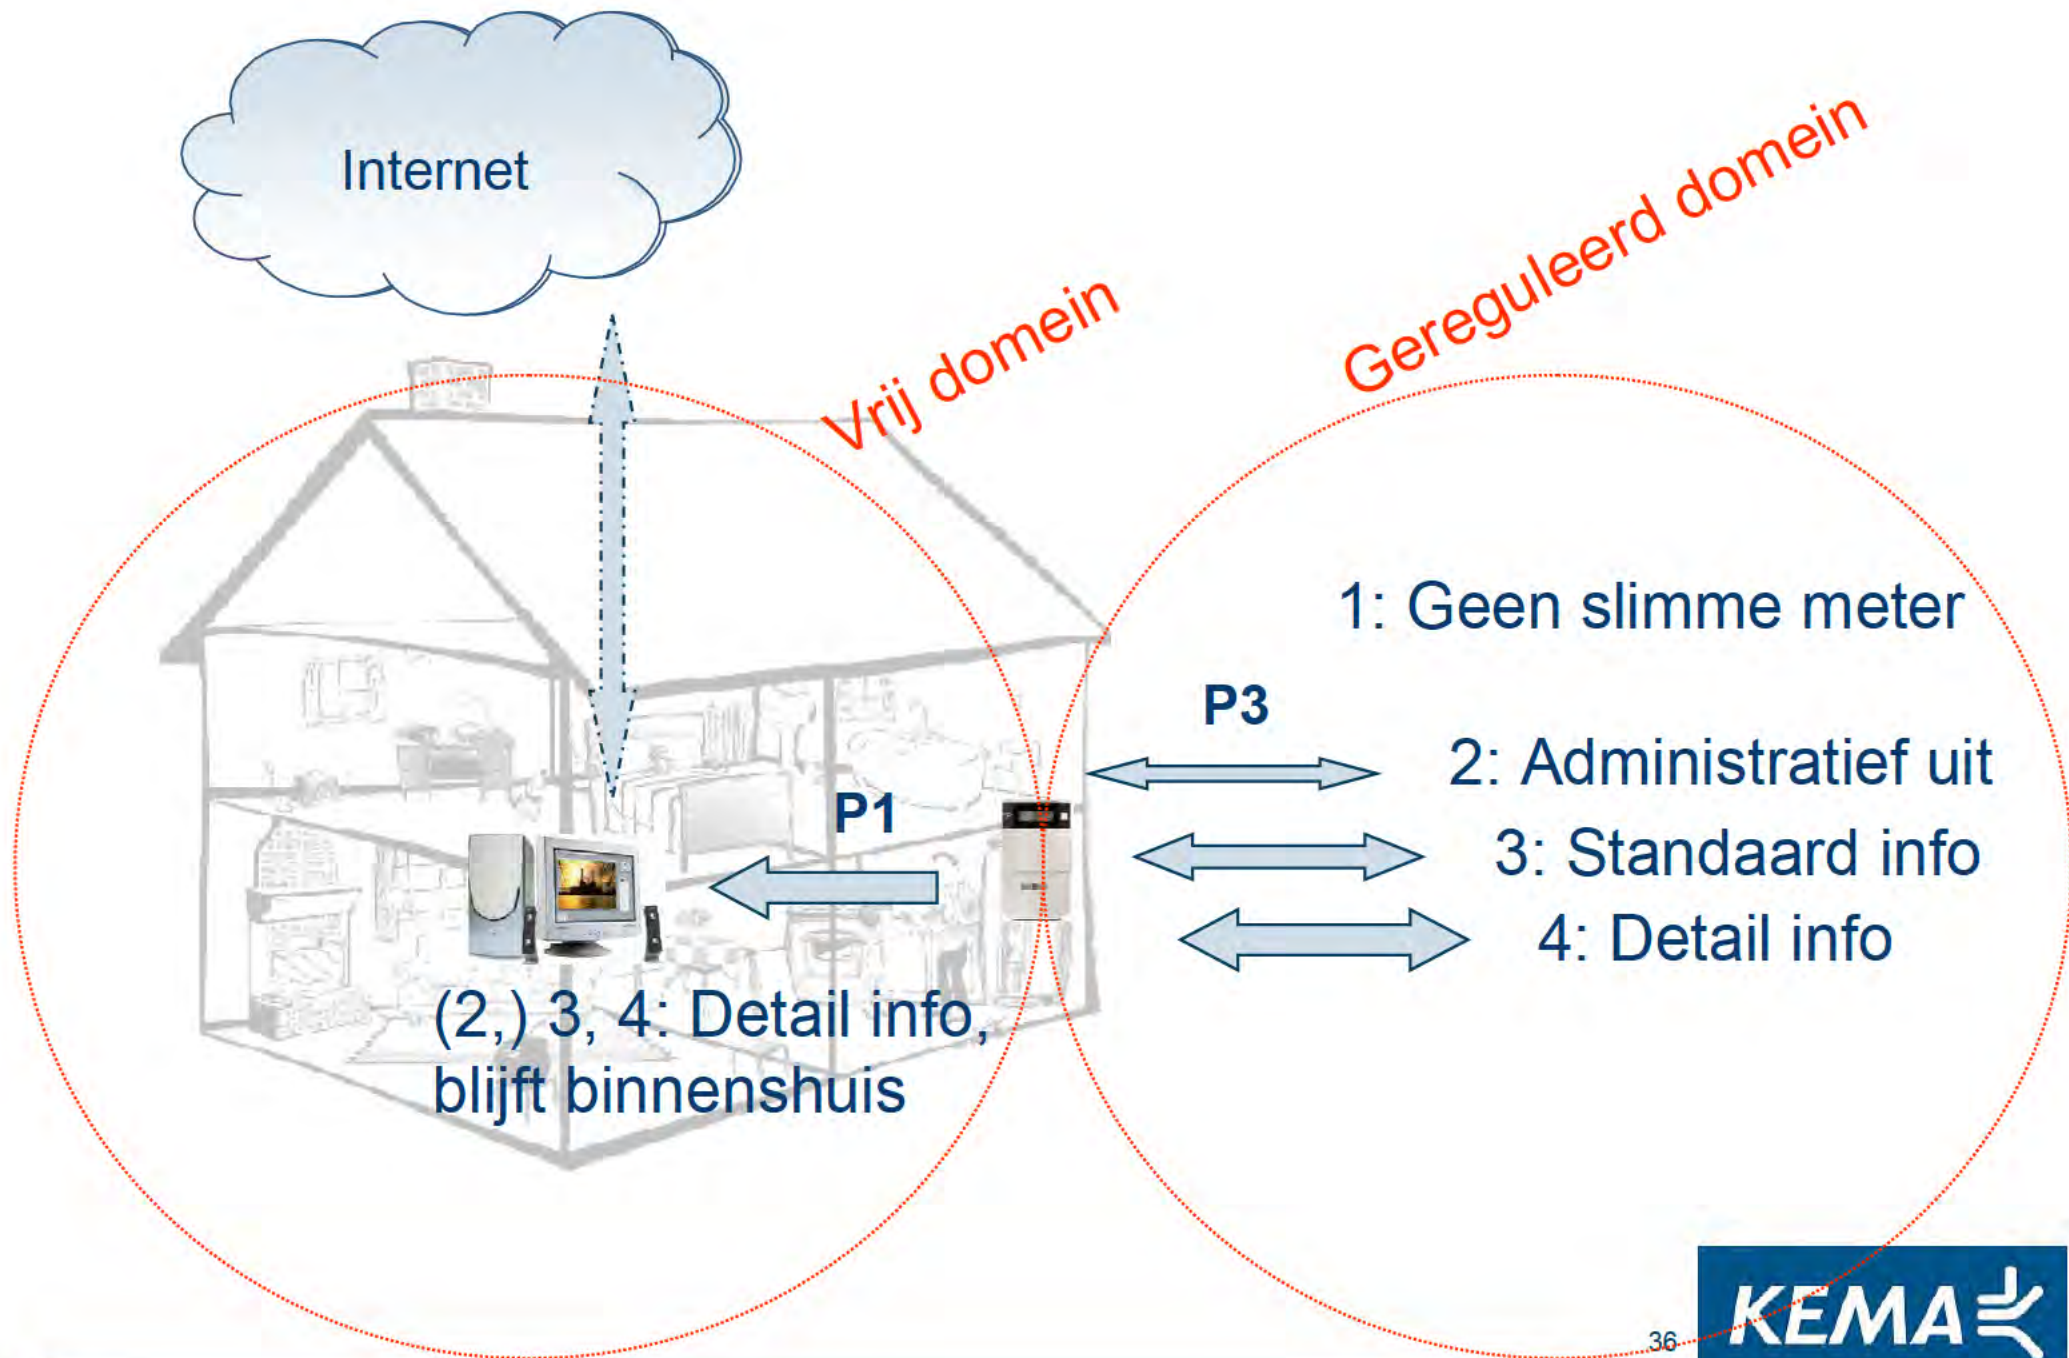 Internet
Vrij domein
Gereguleerd domein
1: Geen slimme meter
P3
2: Administratief uit
P1
3: Standaard info
4: Detail info
(2,) 3, 4: Detail info,
blijft binnenshuis
36
KEMA